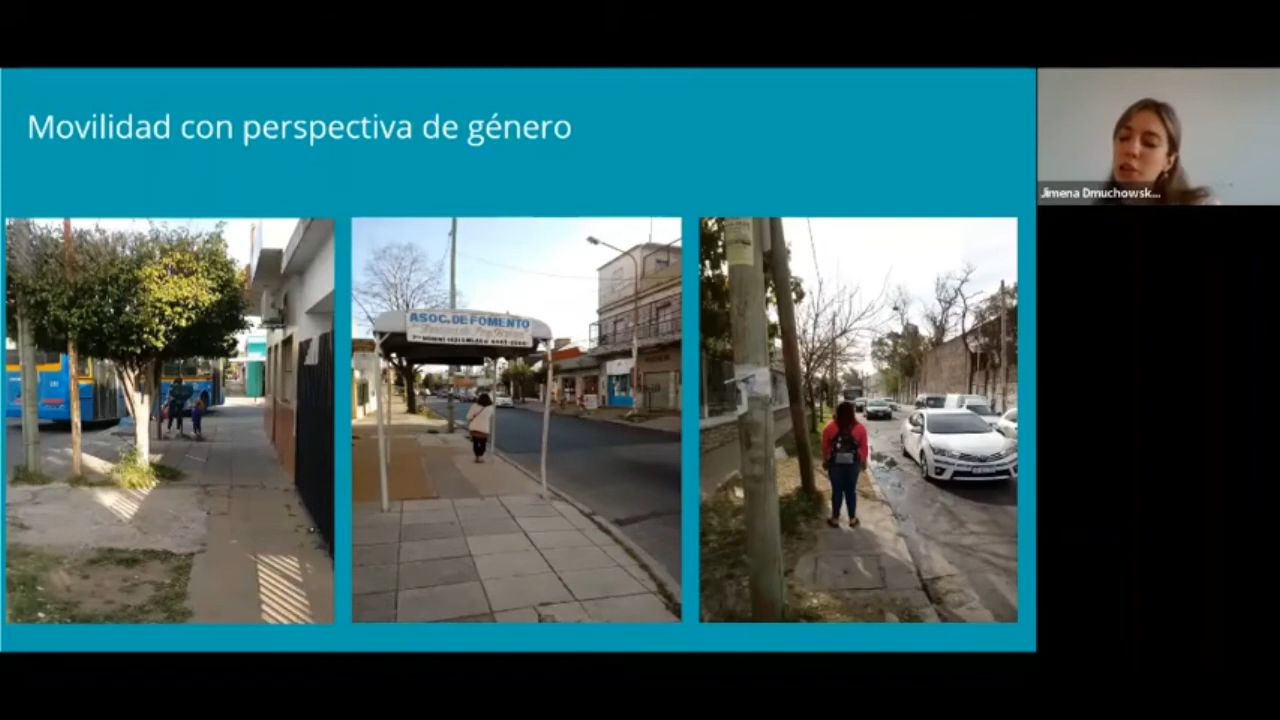 Movilidad con perspectiva de género
Jimena Dmuchowsk...
ASOC. DE FOMENTO